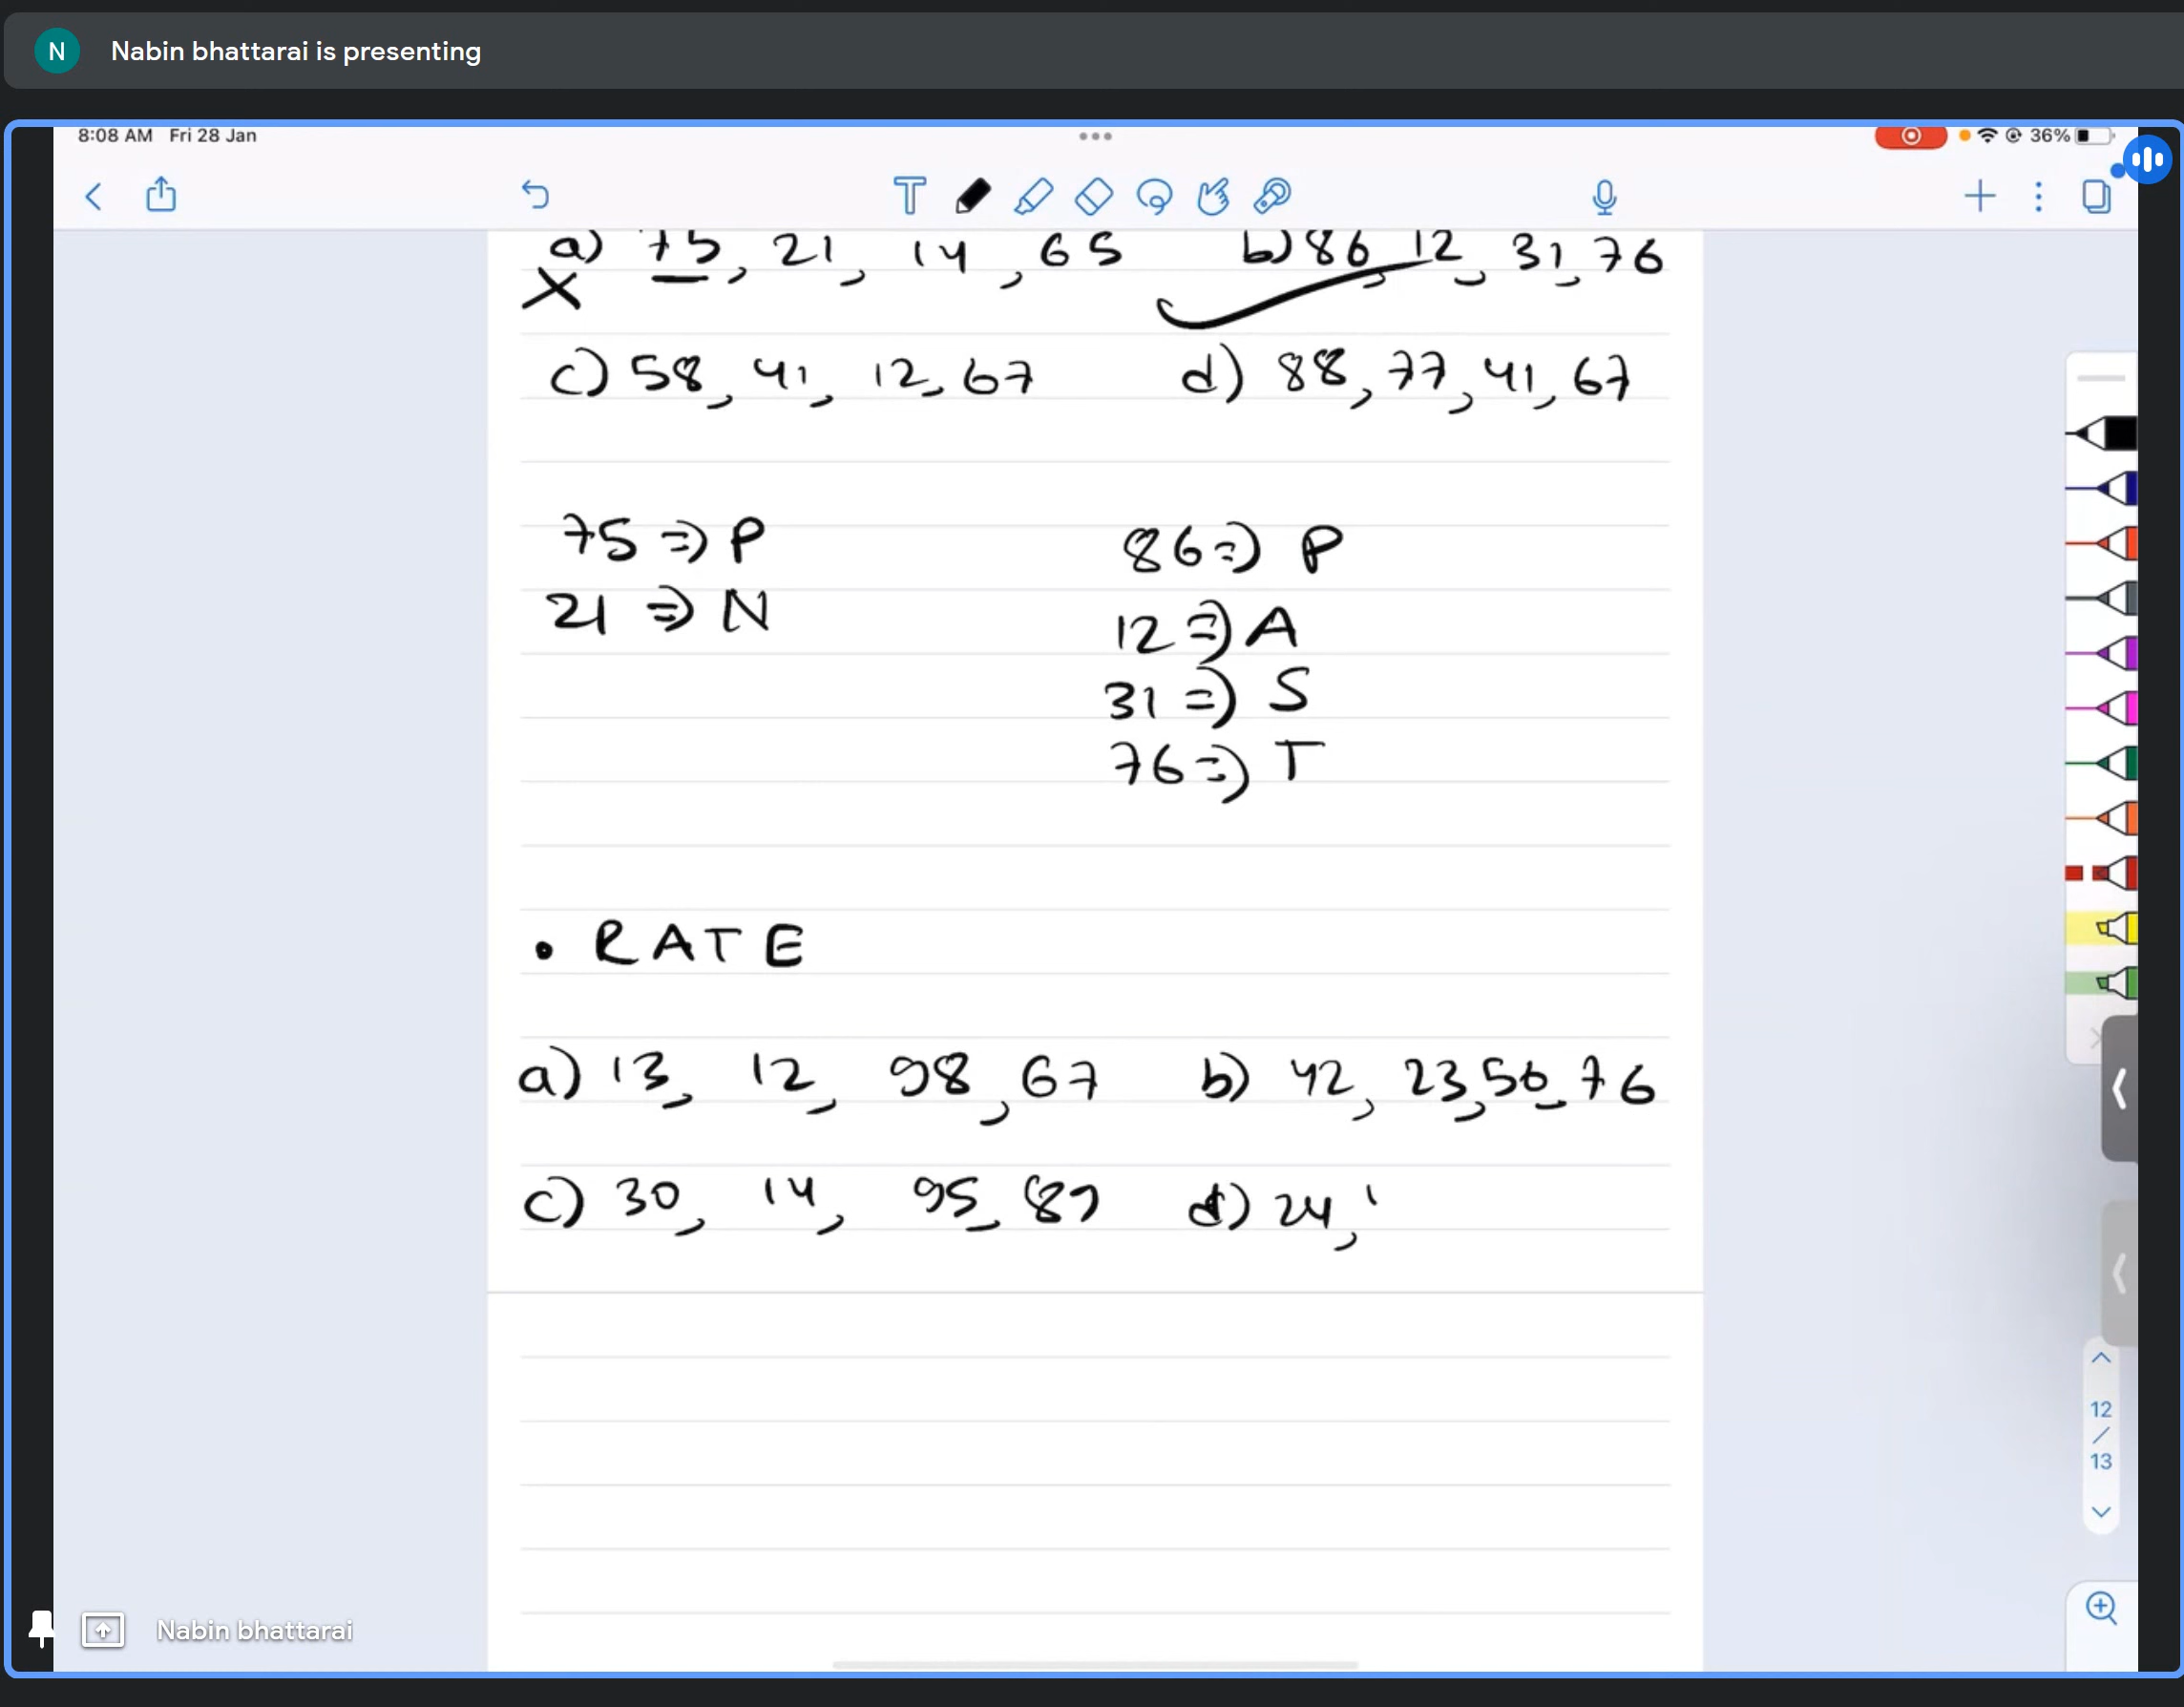 N Nabin bhattarai is presenting
8:08 AM Fri 28 Jan
36%
a) 75, 21, 14, 65 b) 86, 12, 31, 76
c) 58, 41, 12, 67 d) 88, 77, 41, 67
75 => P 86 => P
21 => N 12 => A
31 => S
76 => T
• RATE
a) 13, 12, 98, 67 b) 42, 23, 56, 76
c) 30, 14, 95, 87 d) 24, 1
12
/
13
Nabin bhattarai